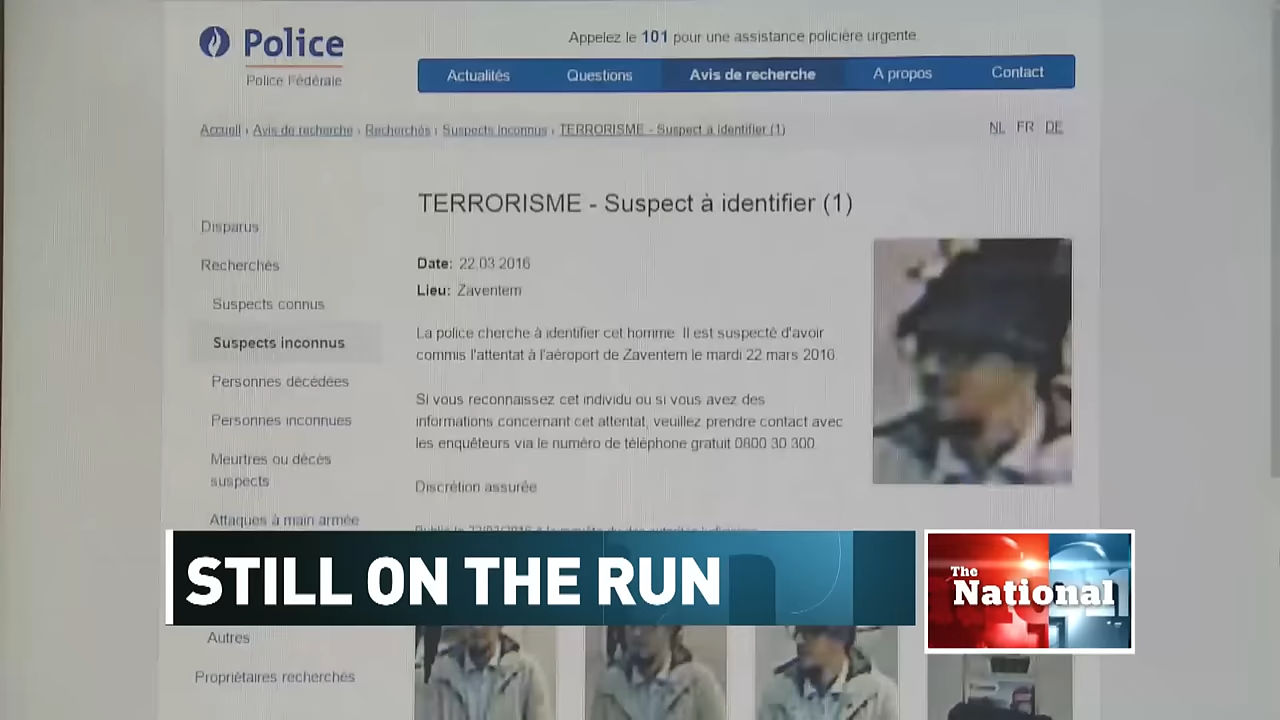 Police
Police Fédérale
Appelez le 101 pour une assistance policière urgente.
Actualités Questions Avis de recherche A propos Contact
Accueil › Avis de recherche › Recherchés › Suspects inconnus › TERRORISME - Suspect à identifier (1)
NL FR DE
TERRORISME - Suspect à identifier (1)
Disparus
Recherchés
Suspects connus
Suspects inconnus
Personnes décédées
Personnes inconnues
Meurtres ou décès
suspects
Attaques à main armée
Date: 22.03.2016
Lieu: Zaventem
La police cherche à identifier cet homme. Il est suspecté d'avoir
commis l'attentat à l'aéroport de Zaventem le mardi 22 mars 2016.
Si vous reconnaissez cet individu ou si vous avez des
informations concernant cet attentat, veuillez prendre contact avec
les enquêteurs via le numéro de téléphone gratuit 0800 30 300.
Discrétion assurée
STILL ON THE RUN
The
National
Autres
Propriétaires recherchés